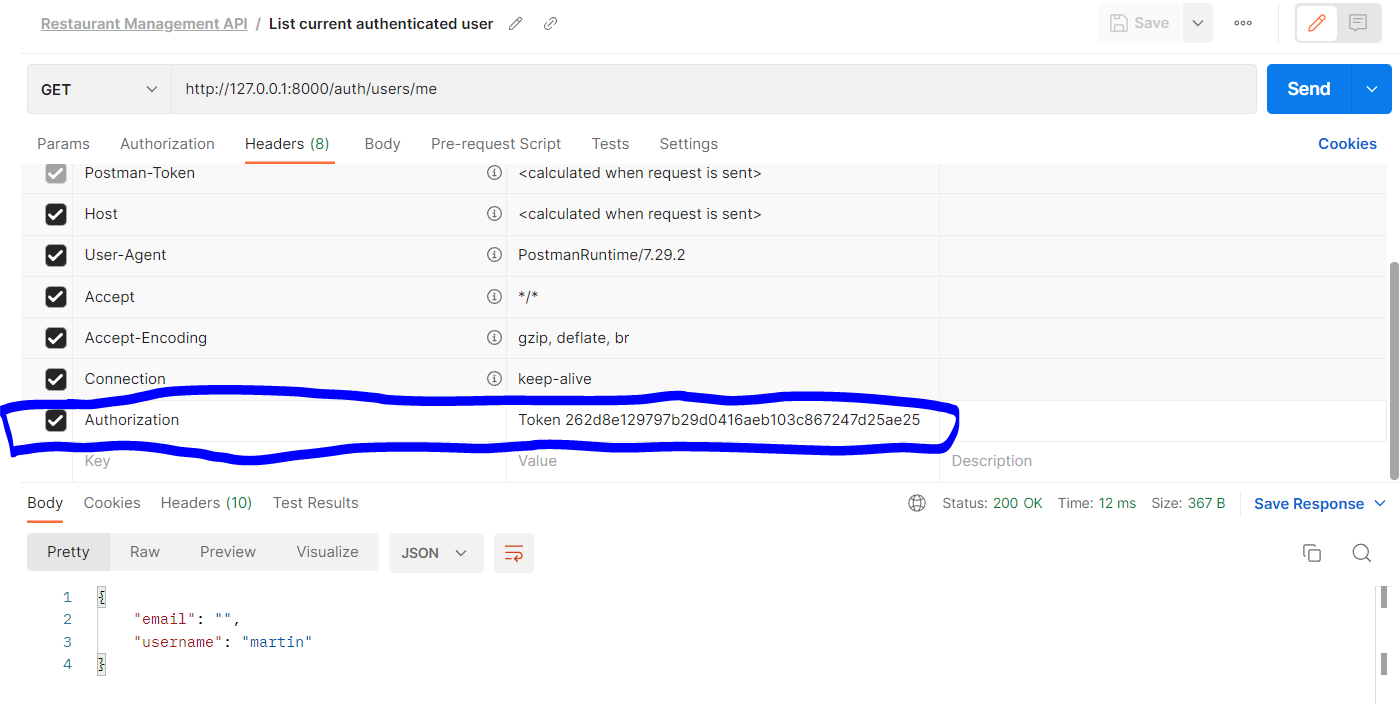 Restaurant Management API / List current authenticated user Save
GET http://127.0.0.1:8000/auth/users/me Send
Params Authorization Headers (8) Body Pre-request Script Tests Settings Cookies
Postman-Token <calculated when request is sent>
Host <calculated when request is sent>
User-Agent PostmanRuntime/7.29.2
Accept */*
Accept-Encoding gzip, deflate, br
Connection keep-alive
Authorization Token 262d8e129797b29d0416aeb103c867247d25ae25
Key Value Description
Body Cookies Headers (10) Test Results Status: 200 OK Time: 12 ms Size: 367 B Save Response
Pretty Raw Preview Visualize JSON
1 {
2 "email": "",
3 "username": "martin"
4 }